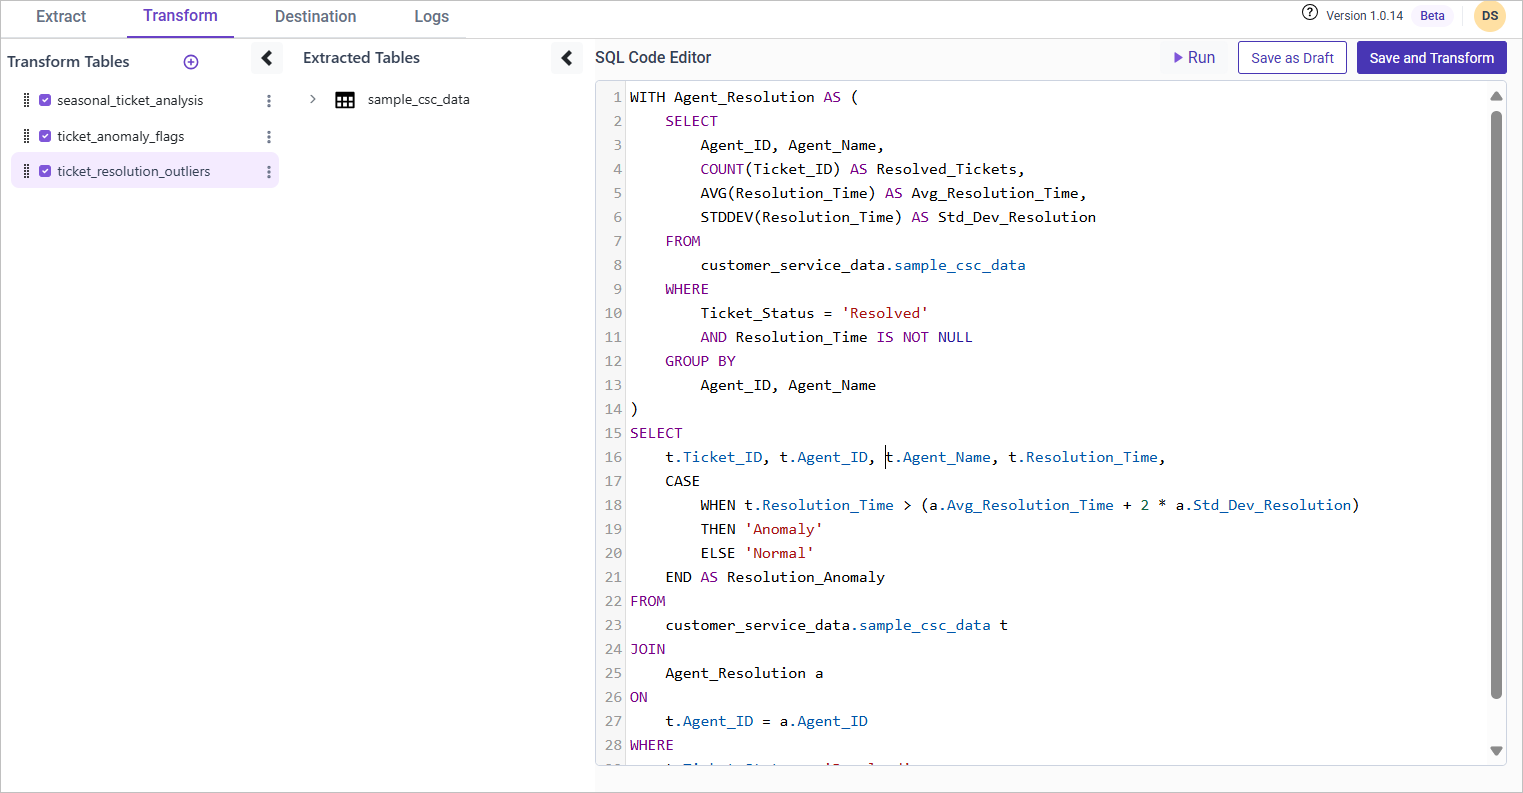 Extract Transform Destination Logs Version 1.0.14 Beta DS
Transform Tables
seasonal_ticket_analysis
ticket_anomaly_flags
ticket_resolution_outliers
Extracted Tables
sample_csc_data
SQL Code Editor Run Save as Draft Save and Transform
1 WITH Agent_Resolution AS (
2 SELECT
3 Agent_ID, Agent_Name,
4 COUNT(Ticket_ID) AS Resolved_Tickets,
5 AVG(Resolution_Time) AS Avg_Resolution_Time,
6 STDDEV(Resolution_Time) AS Std_Dev_Resolution
7 FROM
8 customer_service_data.sample_csc_data
9 WHERE
10 Ticket_Status = 'Resolved'
11 AND Resolution_Time IS NOT NULL
12 GROUP BY
13 Agent_ID, Agent_Name
14 )
15 SELECT
16 t.Ticket_ID, t.Agent_ID, t.Agent_Name, t.Resolution_Time,
17 CASE
18 WHEN t.Resolution_Time > (a.Avg_Resolution_Time + 2 * a.Std_Dev_Resolution)
19 THEN 'Anomaly'
20 ELSE 'Normal'
21 END AS Resolution_Anomaly
22 FROM
23 customer_service_data.sample_csc_data t
24 JOIN
25 Agent_Resolution a
26 ON
27 t.Agent_ID = a.Agent_ID
28 WHERE